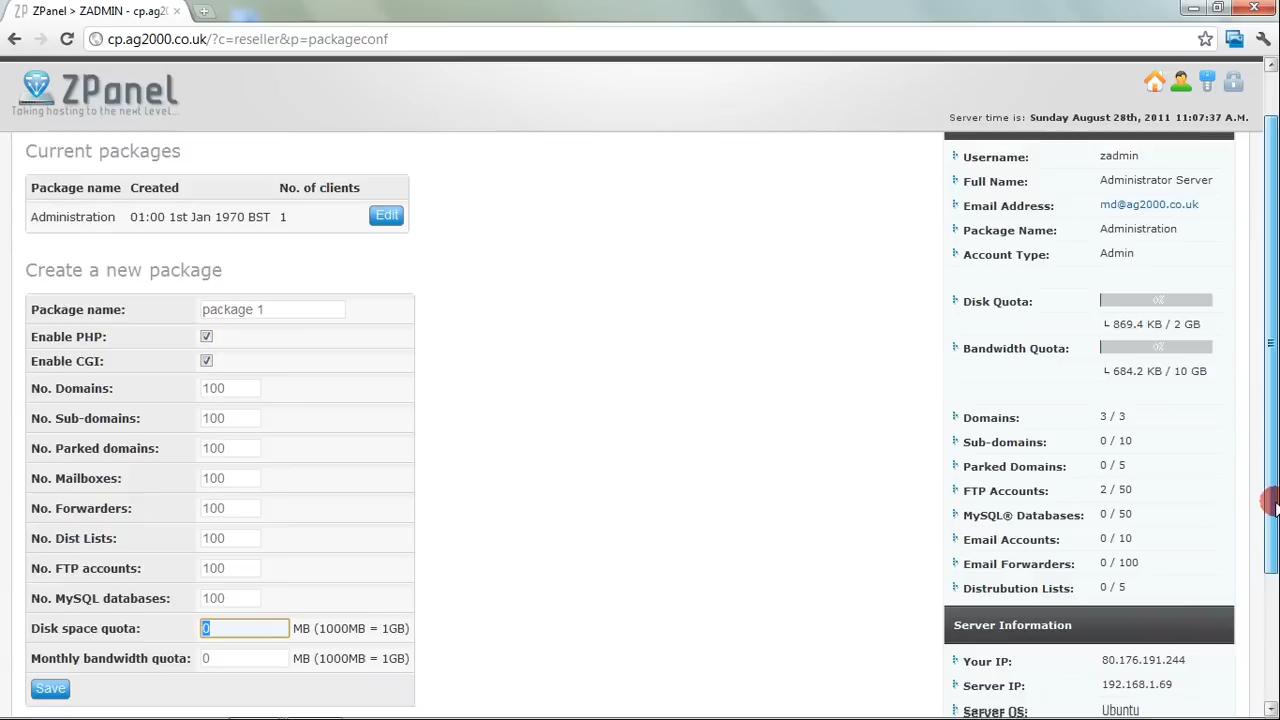 ZPanel > ZADMIN - cp.ag20
cp.ag2000.co.uk/?c=reseller&p=packageconf
ZPanel
Taking hosting to the next level...
Server time is: Sunday August 28th, 2011 11:07:37 A.M.
Current packages
Package name Created No. of clients
Administration 01:00 1st Jan 1970 BST 1 Edit
Create a new package
Package name: package 1
Enable PHP:
Enable CGI:
No. Domains: 100
No. Sub-domains: 100
No. Parked domains: 100
No. Mailboxes: 100
No. Forwarders: 100
No. Dist Lists: 100
No. FTP accounts: 100
No. MySQL databases: 100
Disk space quota: 0 MB (1000MB = 1GB)
Monthly bandwidth quota: 0 MB (1000MB = 1GB)
Save
Username: zadmin
Full Name: Administrator Server
Email Address: md@ag2000.co.uk
Package Name: Administration
Account Type: Admin
Disk Quota: 0%
869.4 KB / 2 GB
Bandwidth Quota: 0%
684.2 KB / 10 GB
Domains: 3 / 3
Sub-domains: 0 / 10
Parked Domains: 0 / 5
FTP Accounts: 2 / 50
MySQL® Databases: 0 / 50
Email Accounts: 0 / 10
Email Forwarders: 0 / 100
Distrubution Lists: 0 / 5
Server Information
Your IP: 80.176.191.244
Server IP: 192.168.1.69
Server OS: Ubuntu